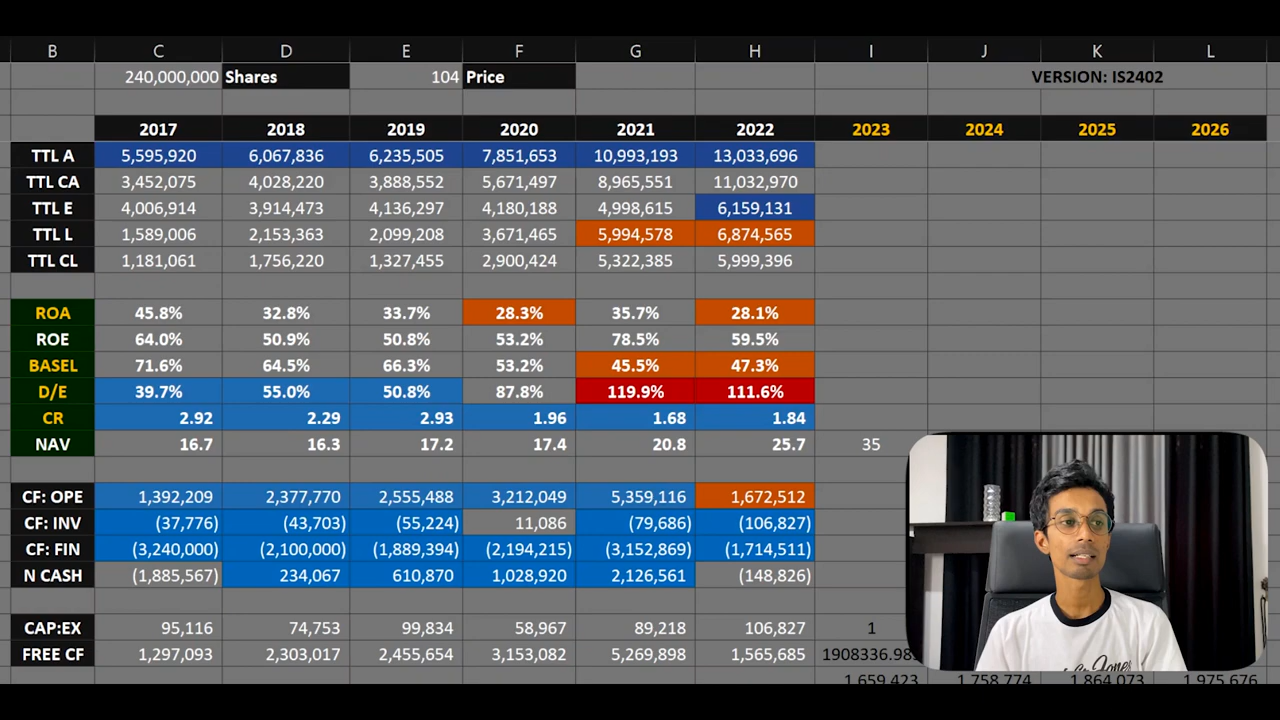 B C D E F G H I J K L
240,000,000 Shares 104 Price VERSION: IS2402
2017 2018 2019 2020 2021 2022 2023 2024 2025 2026
TTL A 5,595,920 6,067,836 6,235,505 7,851,653 10,993,193 13,033,696
TTL CA 3,452,075 4,028,220 3,888,552 5,671,497 8,965,551 11,032,970
TTL E 4,006,914 3,914,473 4,136,297 4,180,188 4,998,615 6,159,131
TTL L 1,589,006 2,153,363 2,099,208 3,671,465 5,994,578 6,874,565
TTL CL 1,181,061 1,756,220 1,327,455 2,900,424 5,322,385 5,999,396
ROA 45.8% 32.8% 33.7% 28.3% 35.7% 28.1%
ROE 64.0% 50.9% 50.8% 53.2% 78.5% 59.5%
BASEL 71.6% 64.5% 66.3% 53.2% 45.5% 47.3%
D/E 39.7% 55.0% 50.8% 87.8% 119.9% 111.6%
CR 2.92 2.29 2.93 1.96 1.68 1.84
NAV 16.7 16.3 17.2 17.4 20.8 25.7 35
CF: OPE 1,392,209 2,377,770 2,555,488 3,212,049 5,359,116 1,672,512
CF: INV (37,776) (43,703) (55,224) 11,086 (79,686) (106,827)
CF: FIN (3,240,000) (2,100,000) (1,889,394) (2,194,215) (3,152,869) (1,714,511)
N CASH (1,885,567) 234,067 610,870 1,028,920 2,126,561 (148,826)
CAP:EX 95,116 74,753 99,834 58,967 89,218 106,827 1
FREE CF 1,297,093 2,303,017 2,455,654 3,153,082 5,269,898 1,565,685
1,659,423 1,758,774 1,864,073 1,975,676